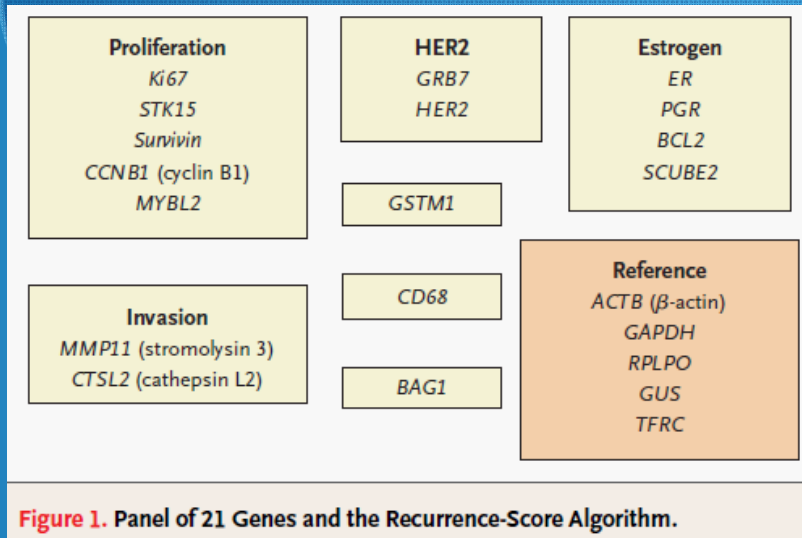 Proliferation
Ki67
STK15
Survivin
CCNB1 (cyclin B1)
MYBL2
HER2
GRB7
HER2
Estrogen
ER
PGR
BCL2
SCUBE2
GSTM1
CD68
BAG1
Invasion
MMP11 (stromolysin 3)
CTSL2 (cathepsin L2)
Reference
ACTB (β-actin)
GAPDH
RPLPO
GUS
TFRC
Figure 1. Panel of 21 Genes and the Recurrence-Score Algorithm.